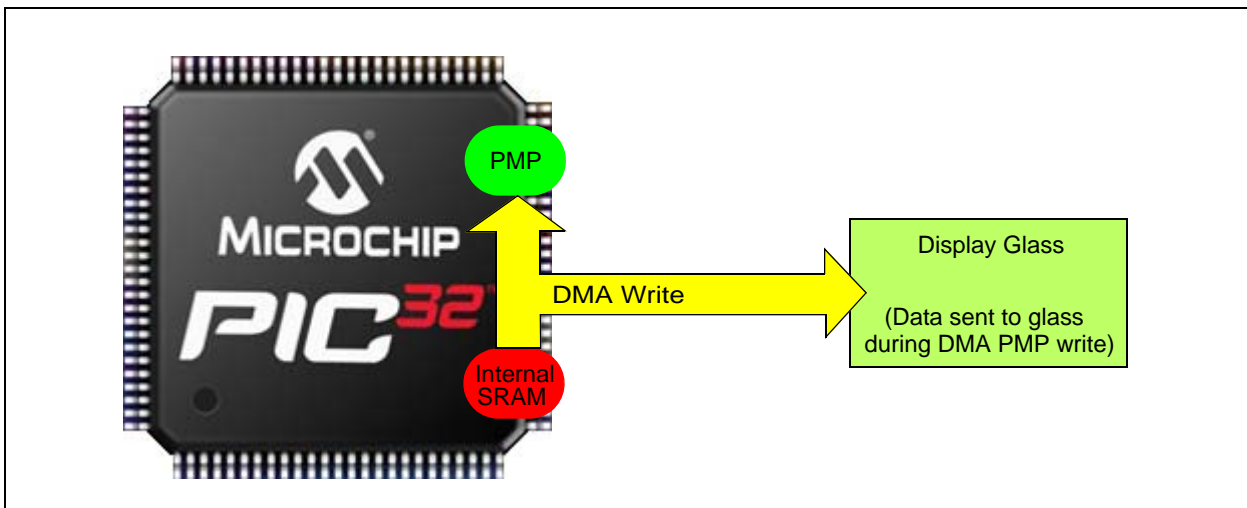 PMP
MICROCHIP
PIC32
DMA Write
Internal
SRAM
Display Glass
(Data sent to glass
during DMA PMP write)